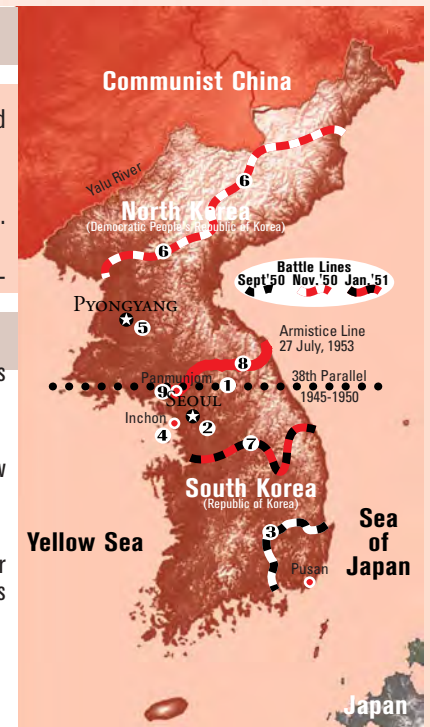 Communist China
Yalu River
6
North Korea
(Democratic People's Republic of Korea)
6
Battle Lines
Sept'50 Nov.'50 Jan.'51
PYONGYANG
5
Armistice Line
27 July, 1953
8
Panmunjom
38th Parallel
9
1
SEOUL
1945-1950
Inchon
2
4
7
South Korea
(Republic of Korea)
3
Sea
of
Japan
Yellow Sea
Pusan
Japan